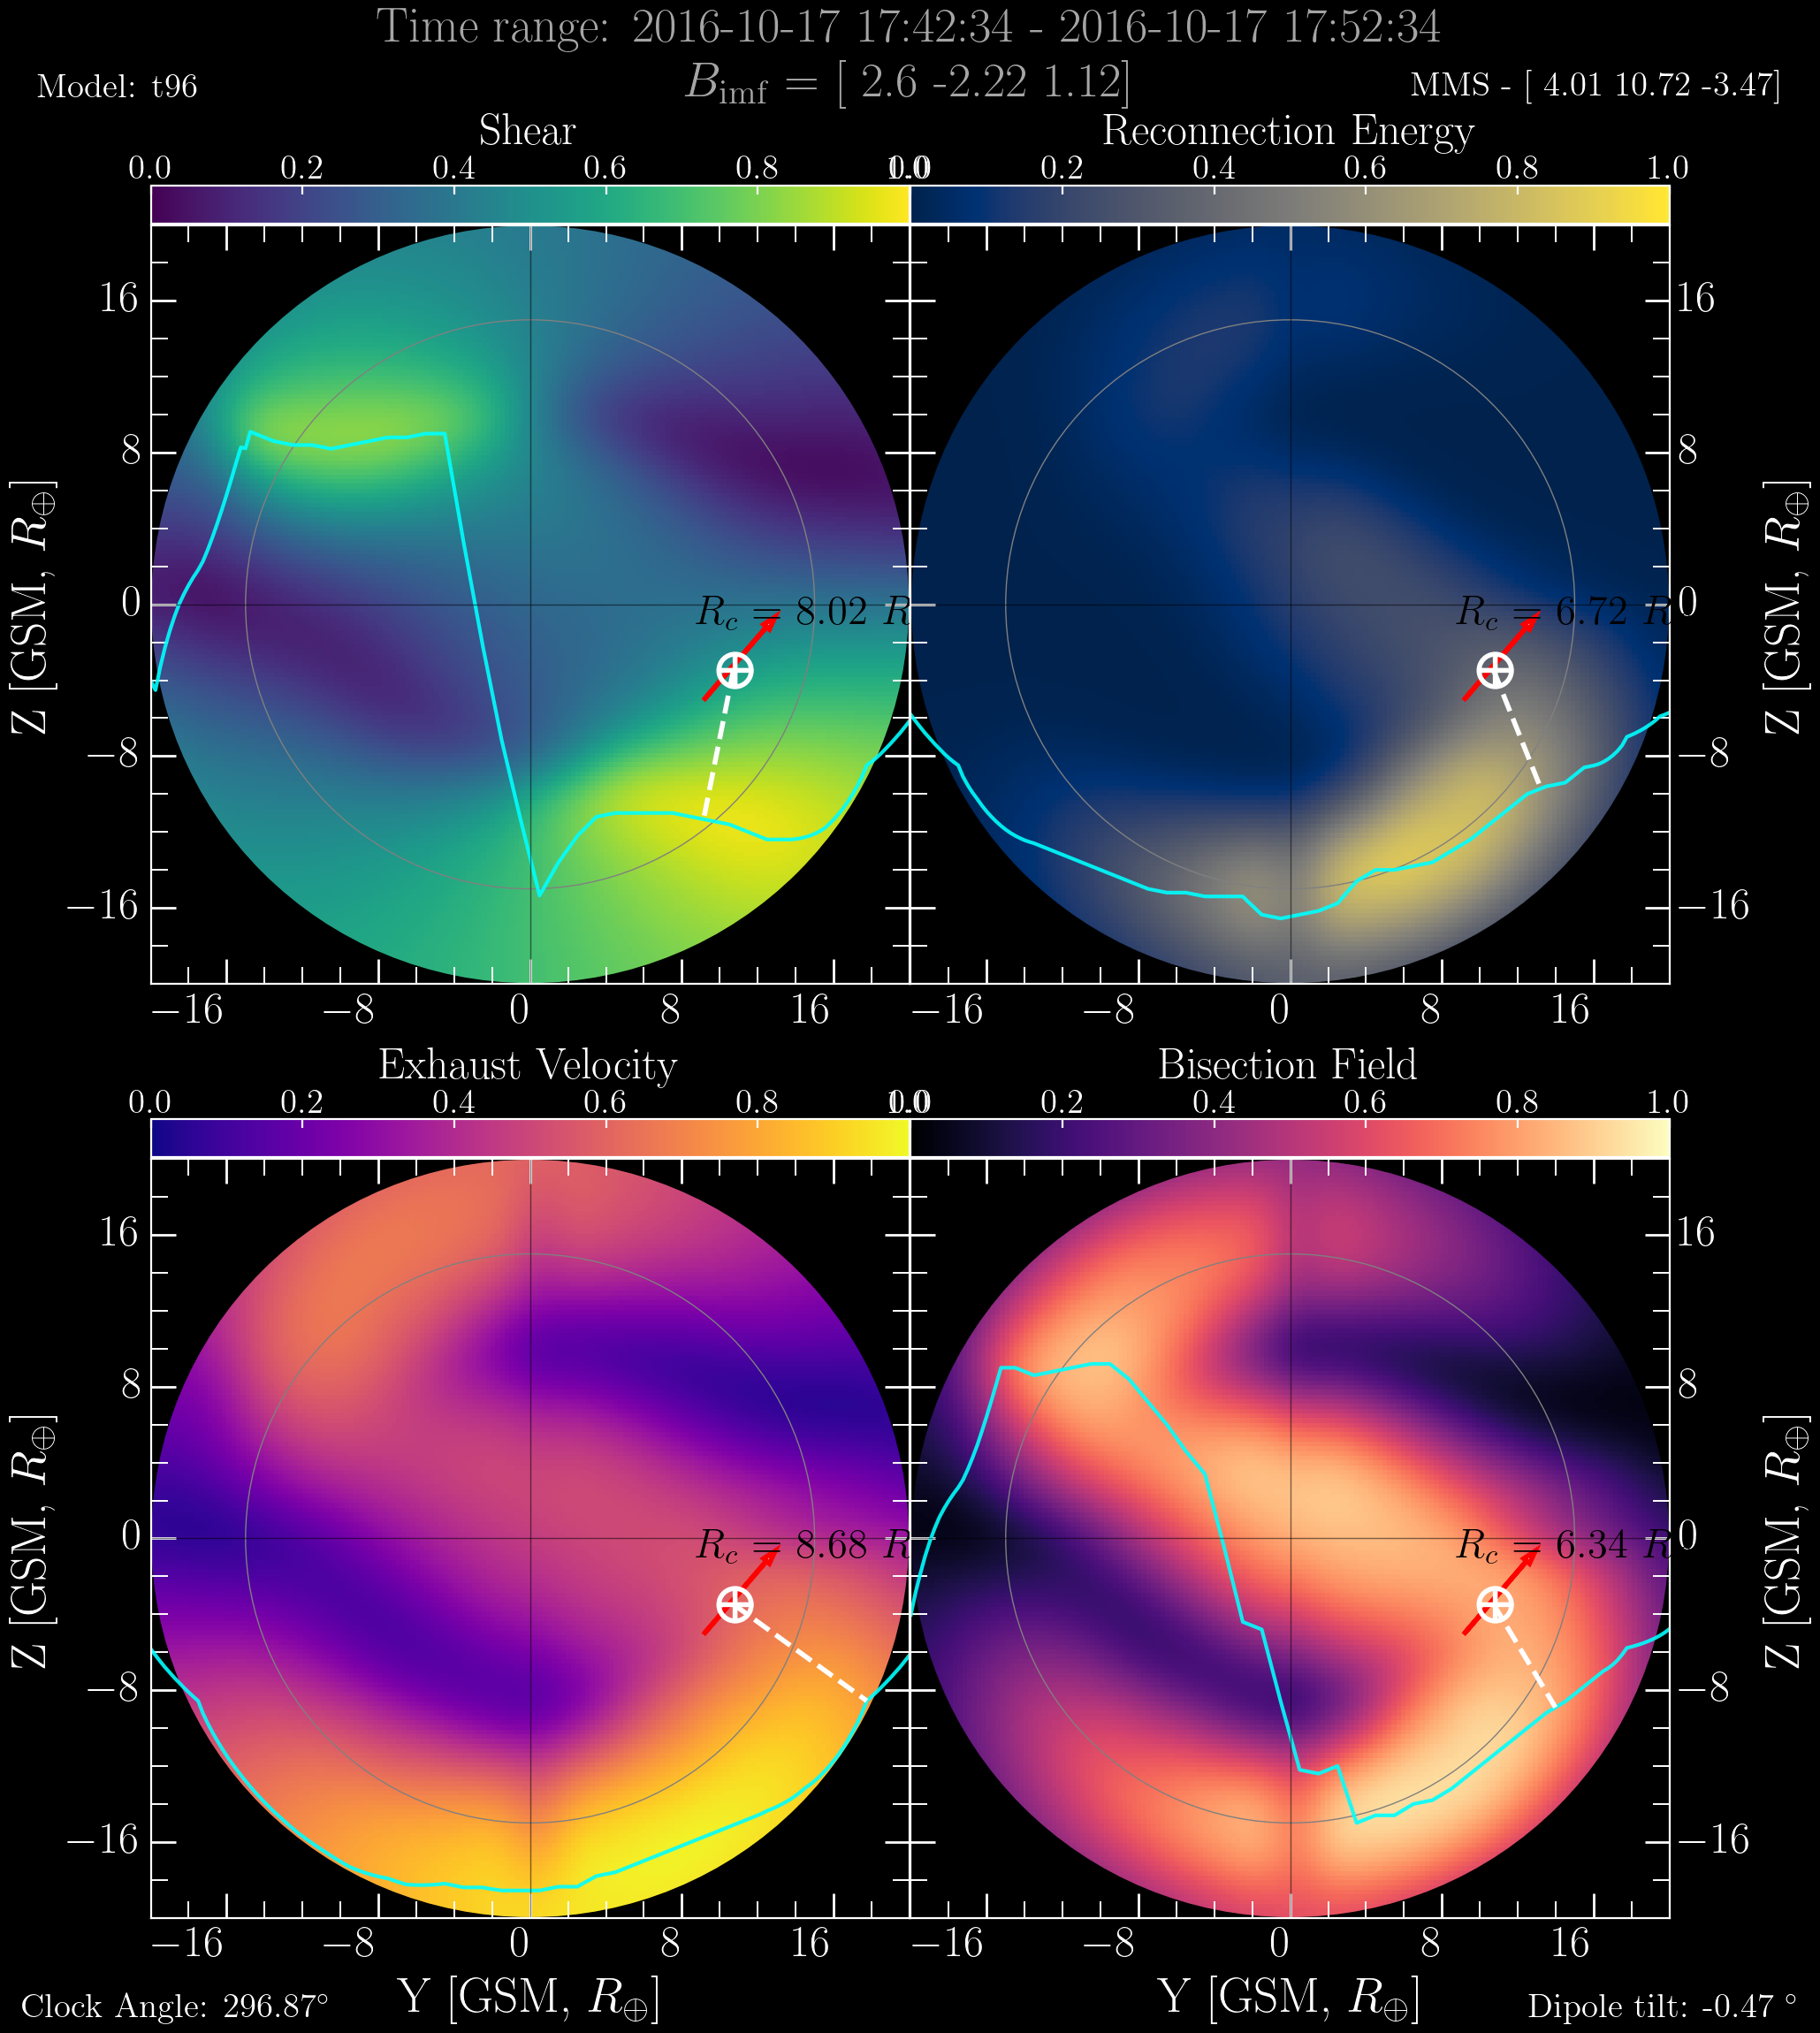 Time range: 2016-10-17 17:42:34 - 2016-10-17 17:52:34
Model: t96
B_imf = [ 2.6 -2.22 1.12]
MMS - [ 4.01 10.72 -3.47]
Shear
Reconnection Energy
0.0 0.2 0.4 0.6 0.8 1.0
0.0 0.2 0.4 0.6 0.8 1.0
16 8 0 −8 −16
Z [GSM, R⊕]
R_c = 8.02 R
R_c = 6.72 R
16 8 0 −8 −16
Z [GSM, R⊕]
−16 −8 0 8 16
−16 −8 0 8 16
Exhaust Velocity
Bisection Field
0.0 0.2 0.4 0.6 0.8 1.0
0.0 0.2 0.4 0.6 0.8 1.0
16 8 0 −8 −16
Z [GSM, R⊕]
R_c = 8.68 R
R_c = 6.34 R
16 8 0 −8 −16
Z [GSM, R⊕]
−16 −8 0 8 16
−16 −8 0 8 16
Y [GSM, R⊕]
Y [GSM, R⊕]
Clock Angle: 296.87°
Dipole tilt: -0.47 °